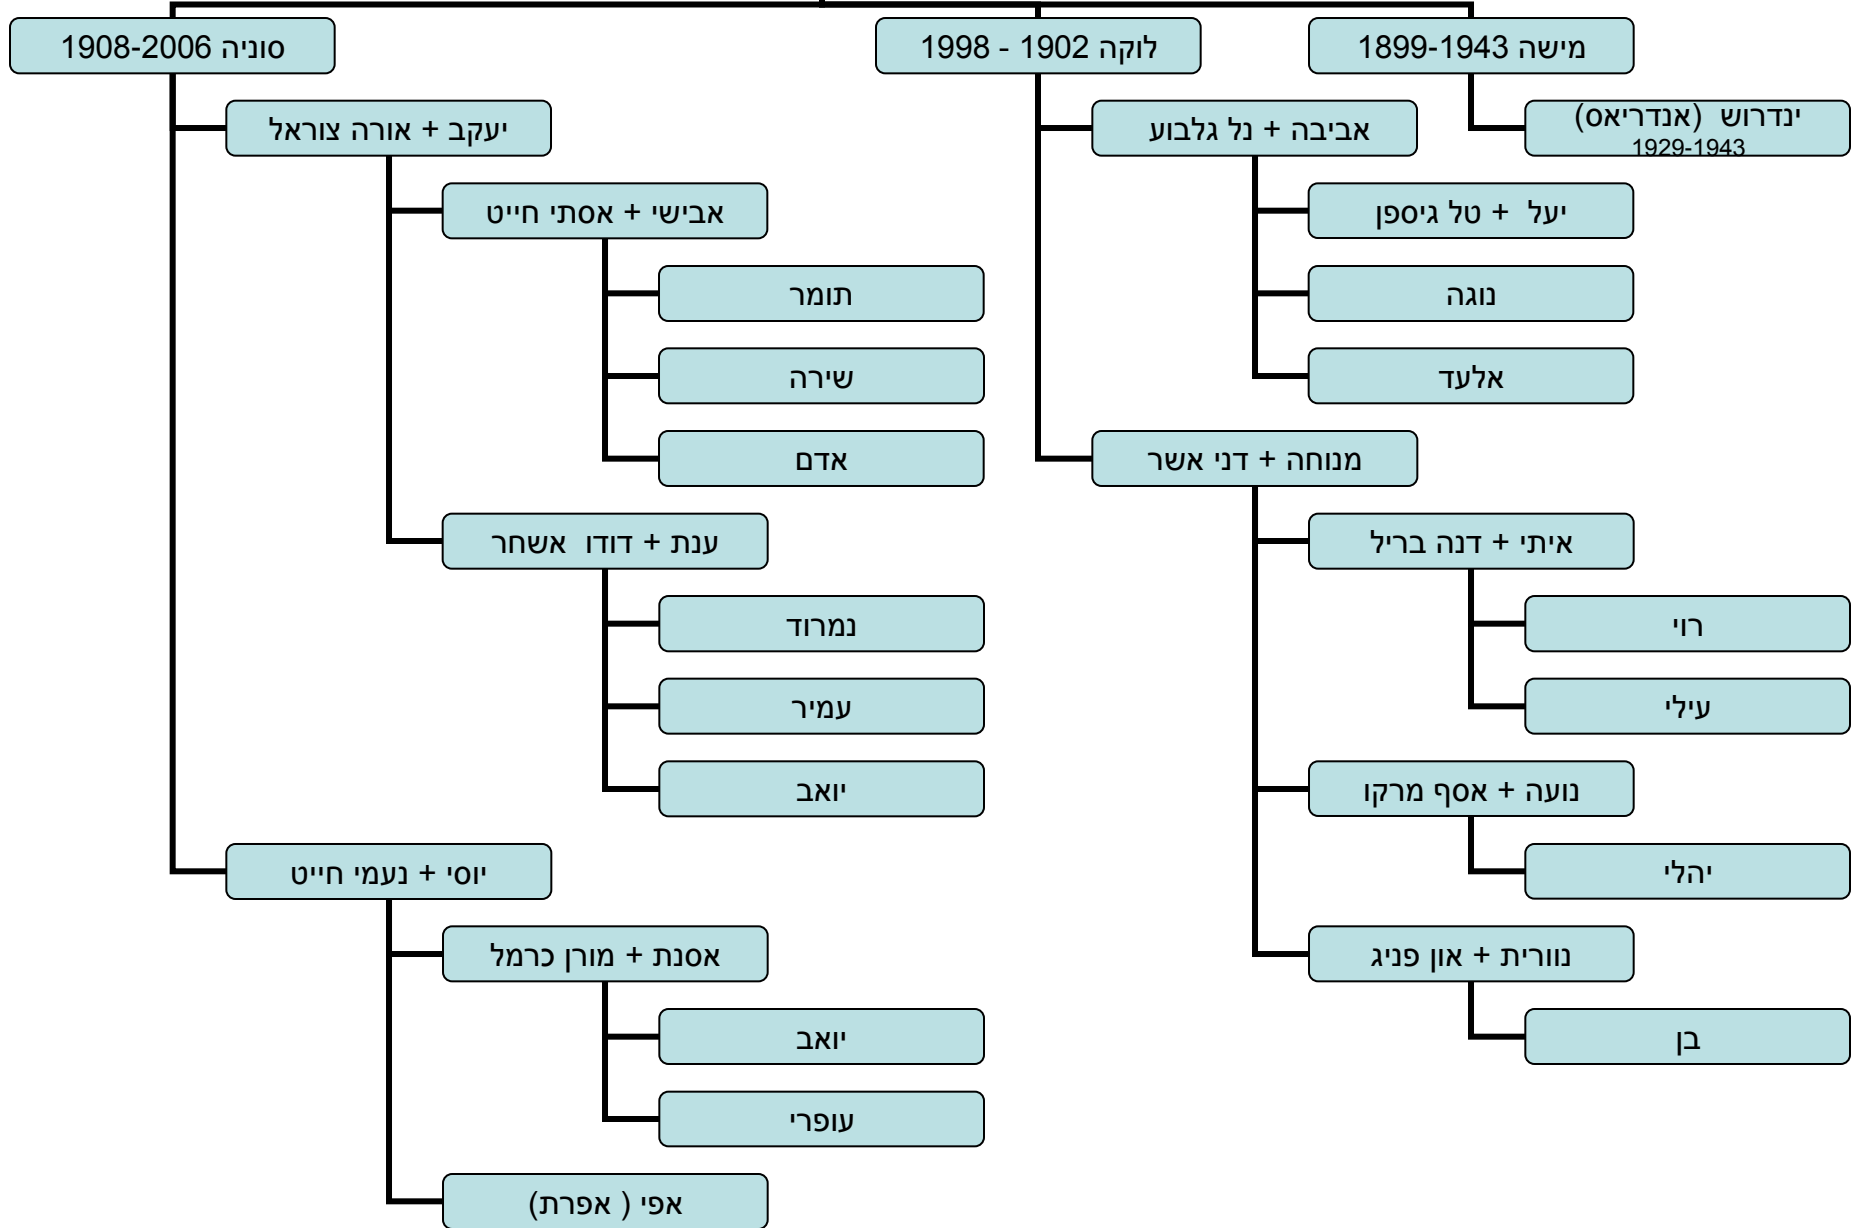 מישה 1899-1943
ינדרוש (אנדריאס)
1929-1943
לוקה 1902 - 1998
אביבה + נל גלבוע
יעל + טל גיספן
נוגה
אלעד
מנוחה + דני אשר
איתי + דנה בריל
רוי
עילי
נועה + אסף מרקו
יהלי
נוורית + און פניג
בן
סוניה 1908-2006
יעקב + אורה צוראל
אבישי + אסתי חייט
תומר
שירה
אדם
ענת + דודו אשחר
נמרוד
עמיר
יואב
יוסי + נעמי חייט
אסנת + מורן כרמל
יואב
עופרי
אפי ( אפרת)